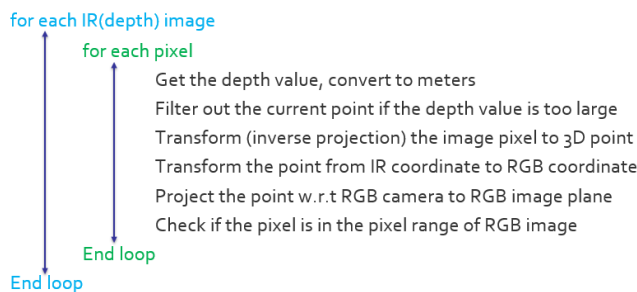 for each IR(depth) image
for each pixel
Get the depth value, convert to meters
Filter out the current point if the depth value is too large
Transform (inverse projection) the image pixel to 3D point
Transform the point from IR coordinate to RGB coordinate
Project the point w.r.t RGB camera to RGB image plane
Check if the pixel is in the pixel range of RGB image
End loop
End loop